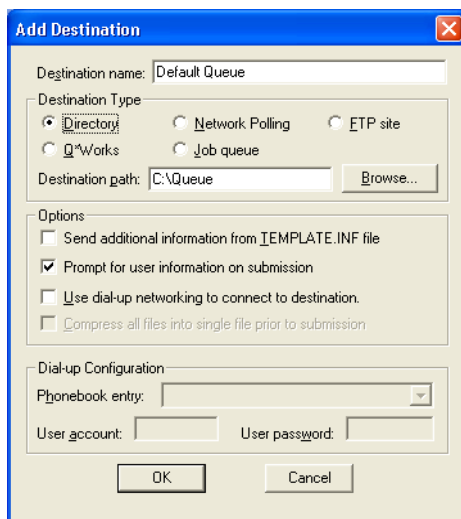 Add Destination
Destination name: Default Queue
Destination Type
Directory Network Polling FTP site
Q*Works Job queue
Destination path: C:\Queue Browse...
Options
Send additional information from TEMPLATE.INF file
Prompt for user information on submission
Use dial-up networking to connect to destination.
Compress all files into single file prior to submission
Dial-up Configuration
Phonebook entry:
User account: User password:
OK Cancel